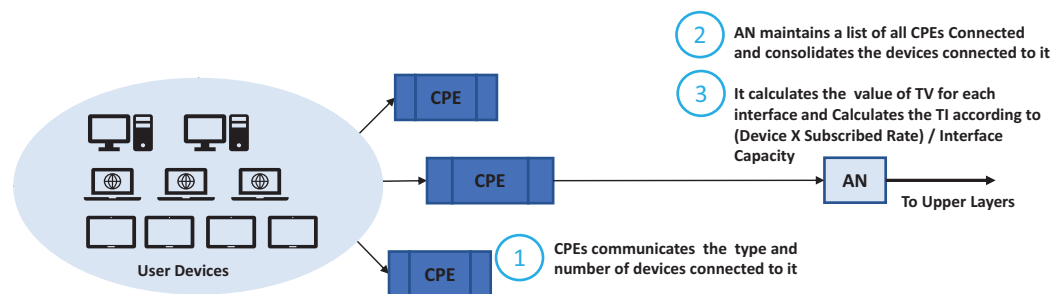 2
AN maintains a list of all CPEs Connected
and consolidates the devices connected to it
3
It calculates the value of TV for each
interface and Calculates the TI according to
(Device X Subscribed Rate) / Interface
Capacity
CPE
CPE
AN
To Upper Layers
1
CPEs communicates the type and
number of devices connected to it
CPE
User Devices